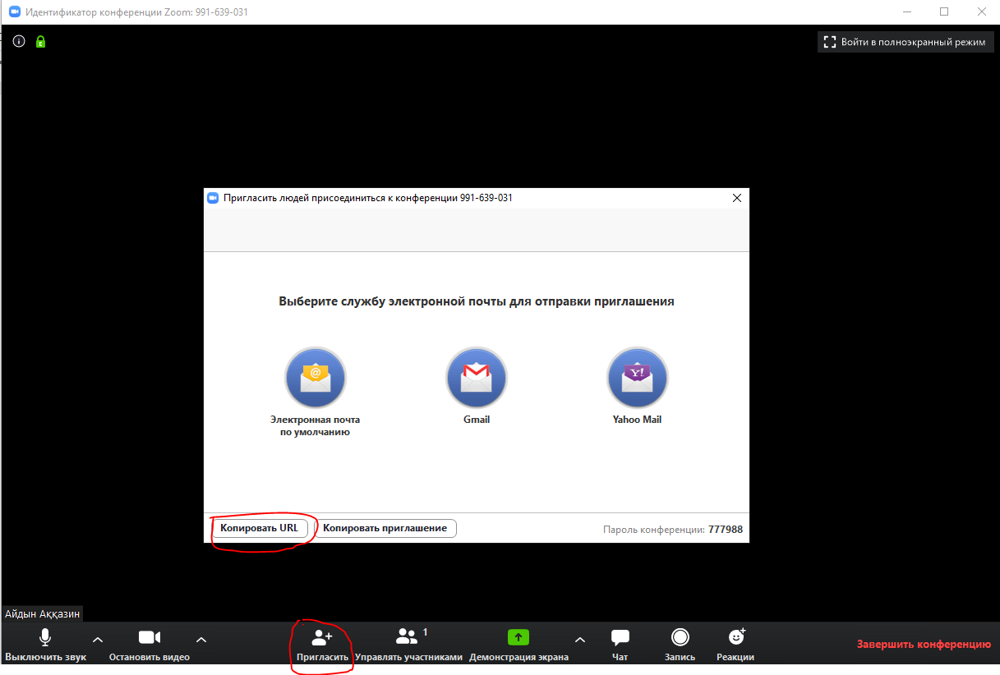 Идентификатор конференции Zoom: 991-639-031
Войти в полноэкранный режим
Пригласить людей присоединиться к конференции 991-639-031
Выберите службу электронной почты для отправки приглашения
Электронная почта
по умолчанию
Gmail
Yahoo Mail
Копировать URL
Копировать приглашение
Пароль конференции: 777988
Айдын Аққазин
1
Выключить звук
Остановить видео
Пригласить
Управлять участниками
Демонстрация экрана
Чат
Запись
Реакции
Завершить конференцию